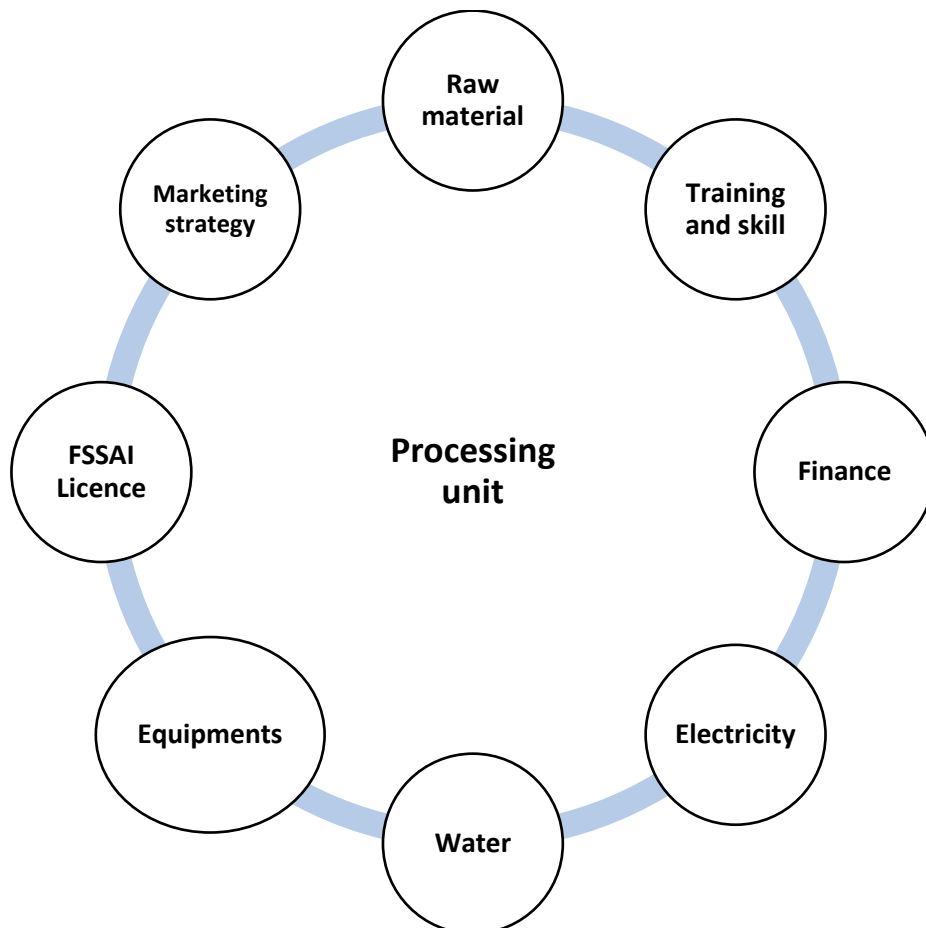 Raw
material
Training
and skill
Finance
Electricity
Water
Equipments
FSSAI
Licence
Marketing
strategy
Processing
unit